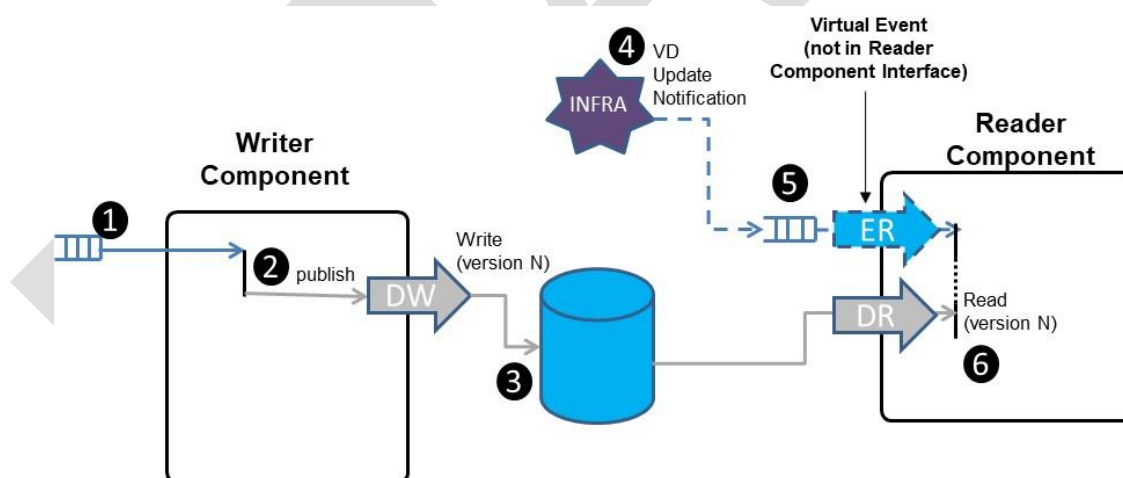 Virtual Event
(not in Reader
Component Interface)
4
VD
Update
Notification
INFRA
Writer
Component
Reader
Component
1
5
ER
2
publish
DW
Write
(version N)
3
DR
Read
(version N)
6